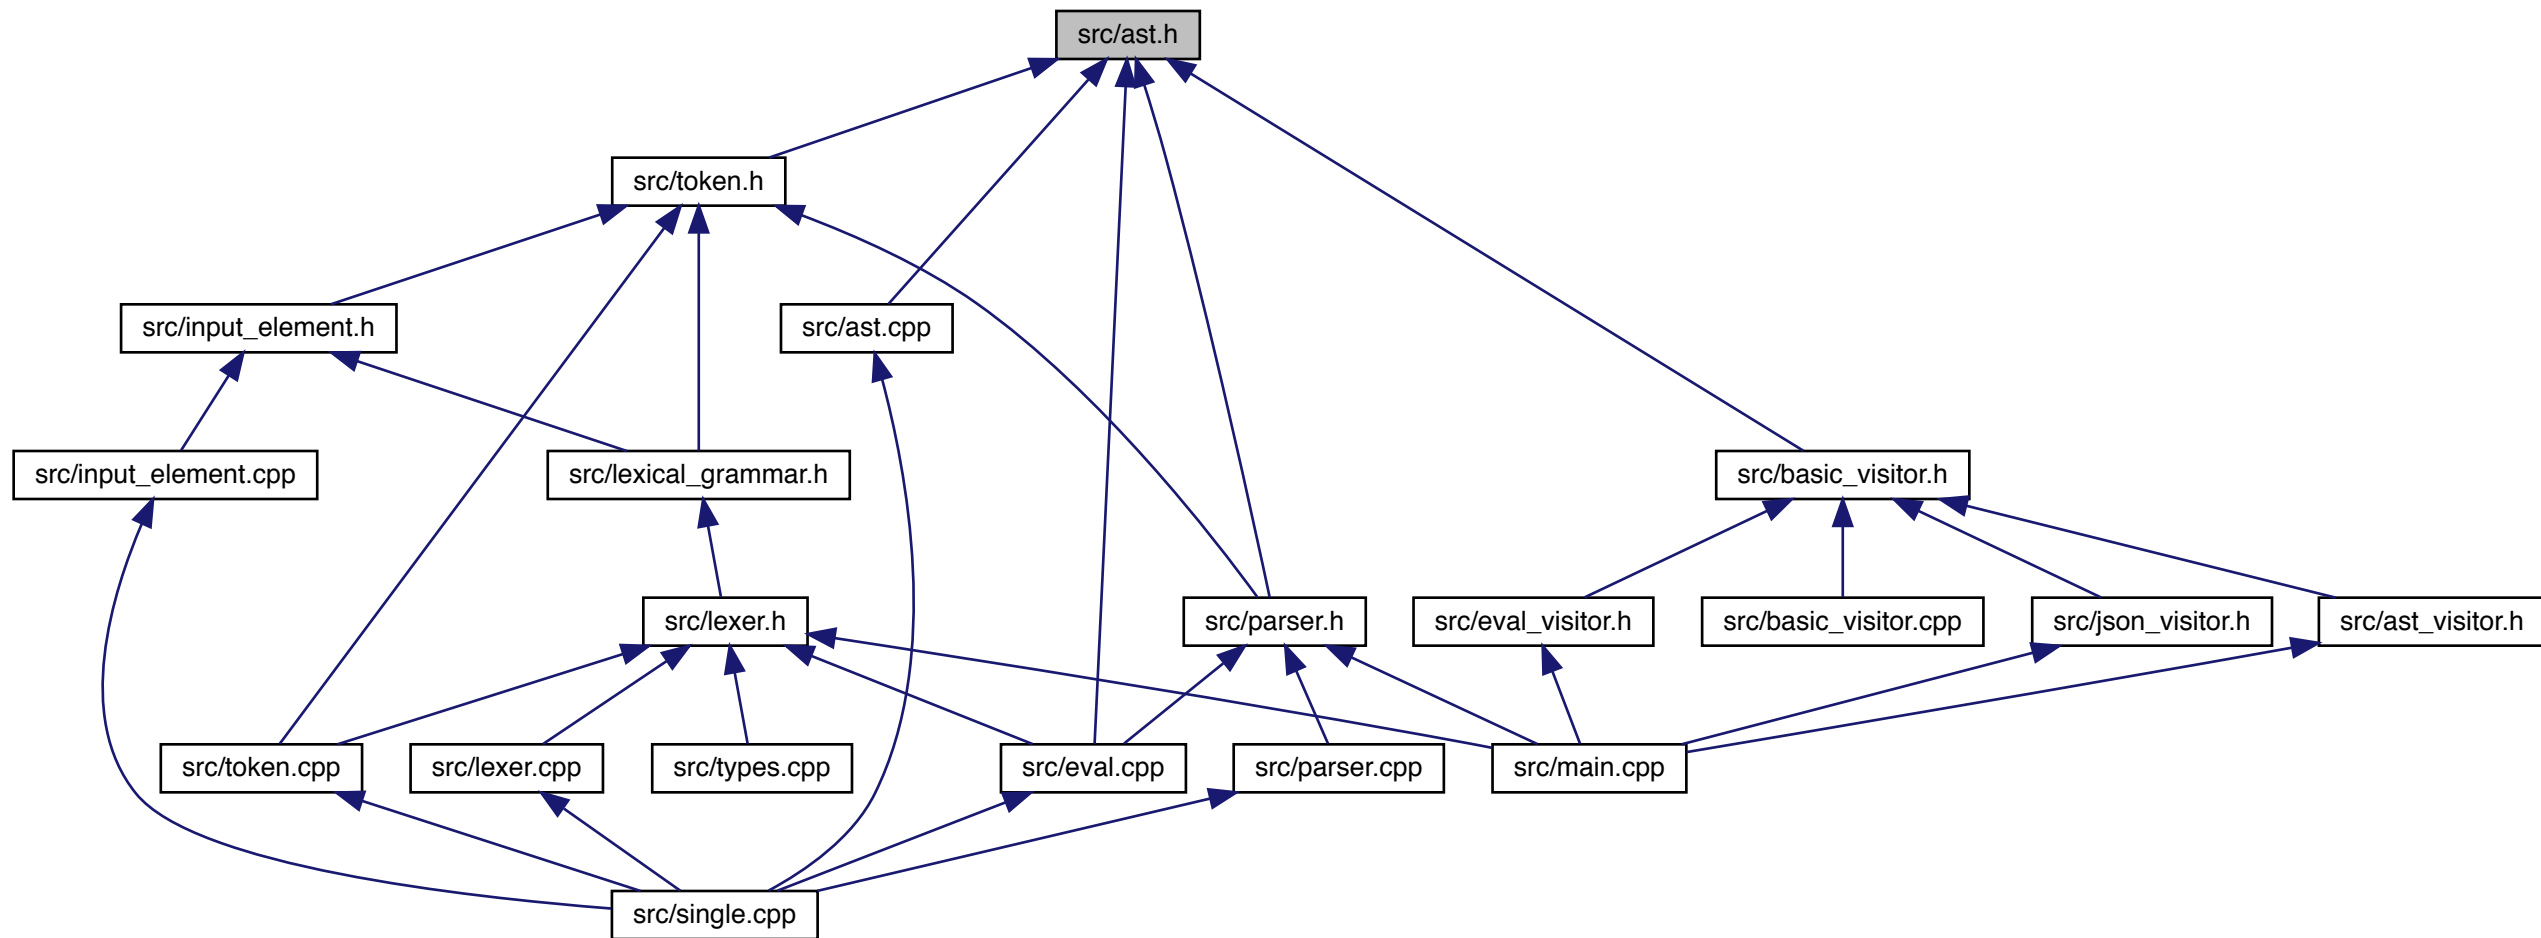 src/ast.h
src/token.h
src/input_element.h
src/ast.cpp
src/input_element.cpp
src/lexical_grammar.h
src/basic_visitor.h
src/lexer.h
src/parser.h
src/eval_visitor.h
src/basic_visitor.cpp
src/json_visitor.h
src/ast_visitor.h
src/token.cpp
src/lexer.cpp
src/types.cpp
src/eval.cpp
src/parser.cpp
src/main.cpp
src/single.cpp